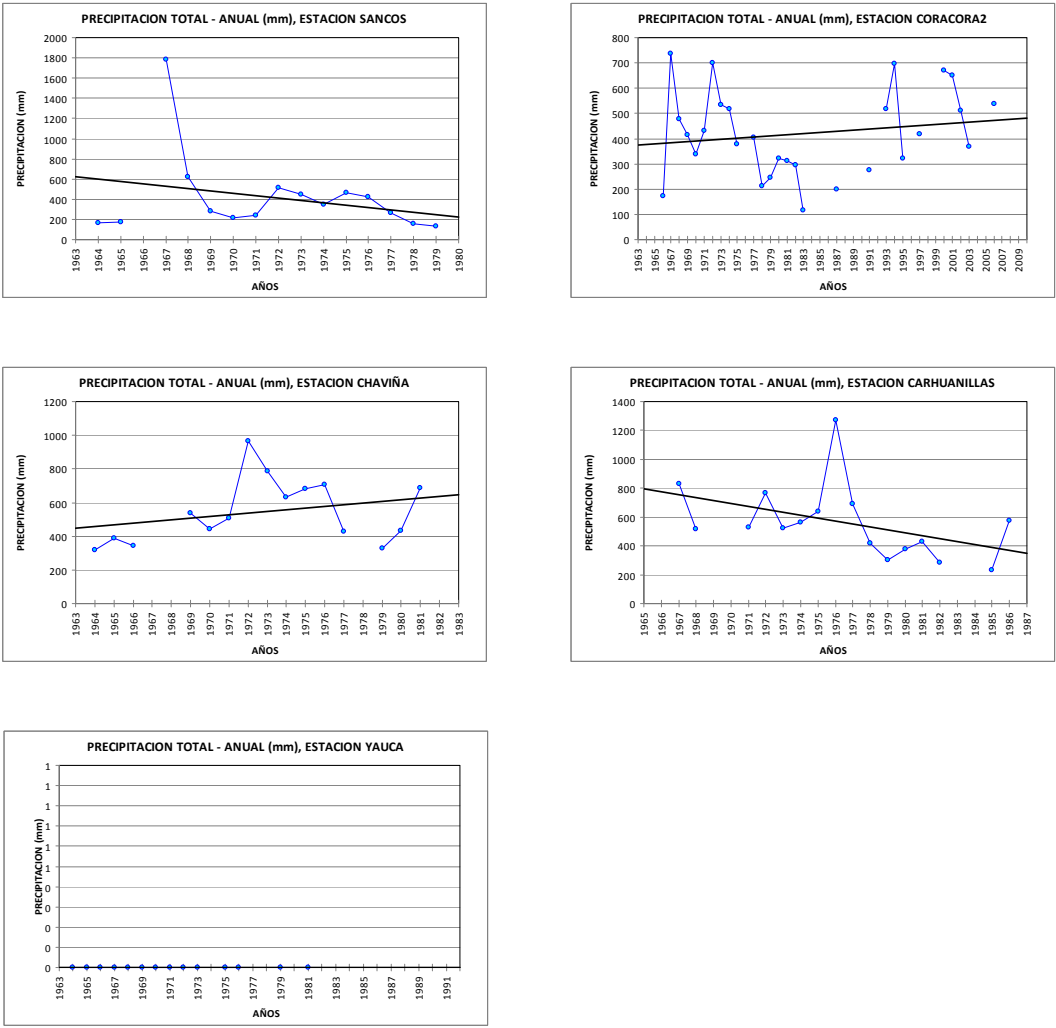 PRECIPITACION TOTAL - ANUAL (mm), ESTACION SANCOS
2000
1800
1600
1400
1200
1000
800
600
400
200
0
PRECIPITACION (mm)
1963 1964 1965 1966 1967 1968 1969 1970 1971 1972 1973 1974 1975 1976 1977 1978 1979 1980
AÑOS
PRECIPITACION TOTAL - ANUAL (mm), ESTACION CORACORA2
800
700
600
500
400
300
200
100
0
PRECIPITACION (mm)
1963 1965 1967 1969 1971 1973 1975 1977 1979 1981 1983 1985 1987 1989 1991 1993 1995 1997 1999 2001 2003 2005 2007 2009
AÑOS
PRECIPITACION TOTAL - ANUAL (mm), ESTACION CHAVIÑA
1200
1000
800
600
400
200
0
PRECIPITACION (mm)
1963 1964 1965 1966 1967 1968 1969 1970 1971 1972 1973 1974 1975 1976 1977 1978 1979 1980 1981 1982 1983
AÑOS
PRECIPITACION TOTAL - ANUAL (mm), ESTACION CARHUANILLAS
1400
1200
1000
800
600
400
200
0
PRECIPITACION (mm)
1965 1966 1967 1968 1969 1970 1971 1972 1973 1974 1975 1976 1977 1978 1979 1980 1981 1982 1983 1984 1985 1986 1987
AÑOS
PRECIPITACION TOTAL - ANUAL (mm), ESTACION YAUCA
1
1
1
1
1
1
0
0
0
0
0
PRECIPITACION (mm)
1963 1965 1967 1969 1971 1973 1975 1977 1979 1981 1983 1985 1987 1989 1991
AÑOS